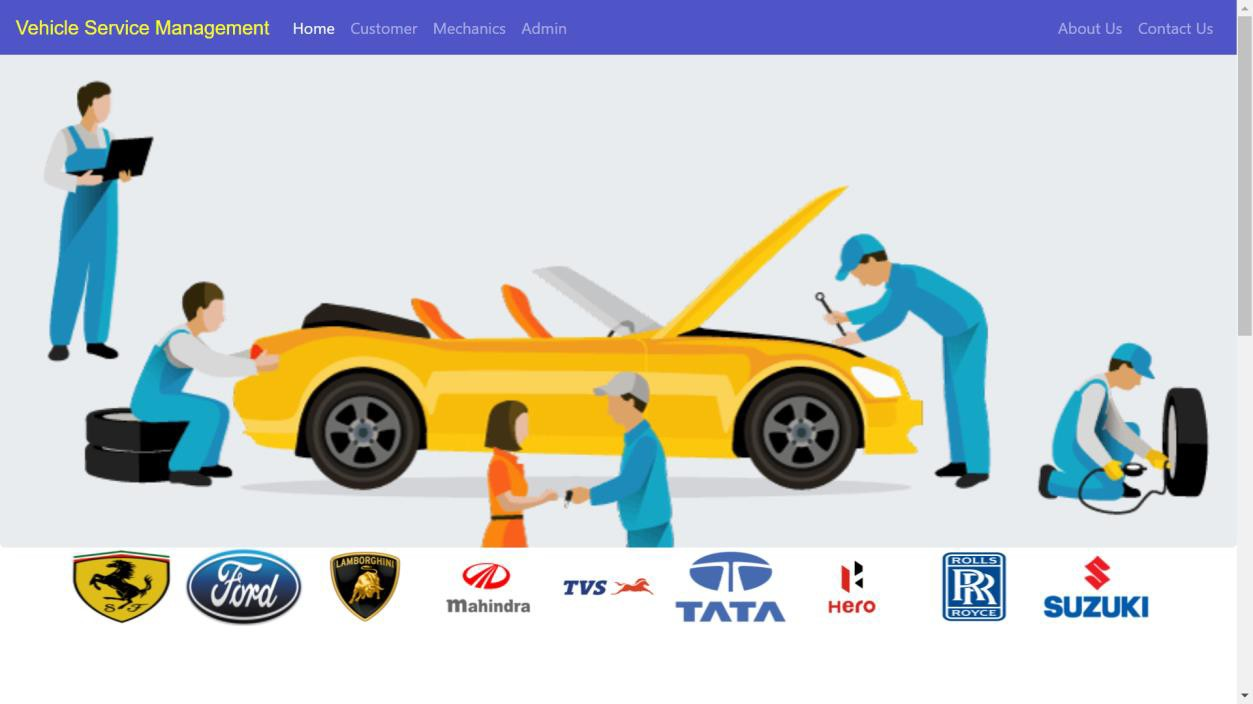 Vehicle Service Management Home Customer Mechanics Admin About Us Contact Us
S F
Ford
LAMBORGHINI
mahindra
TVS
TATA
Hero
ROLLS
RR
ROYCE
SUZUKI